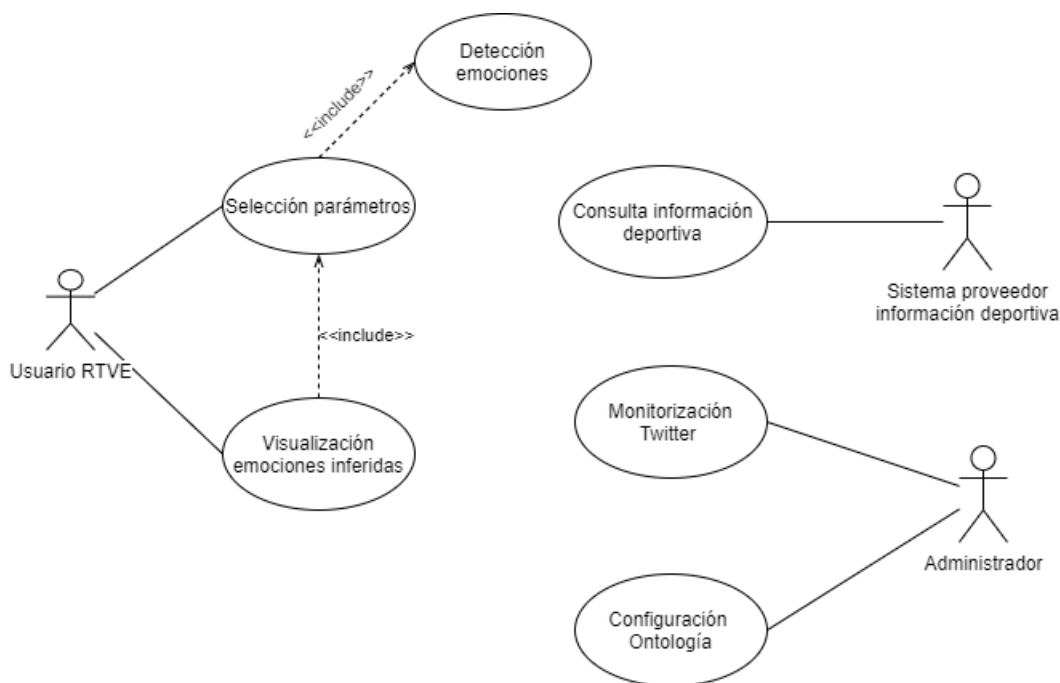 Detección
emociones
<<include>>
Selección parámetros
Consulta información
deportiva
Sistema proveedor
información deportiva
<<include>>
Usuario RTVE
Monitorización
Twitter
Visualización
emociones inferidas
Administrador
Configuración
Ontología